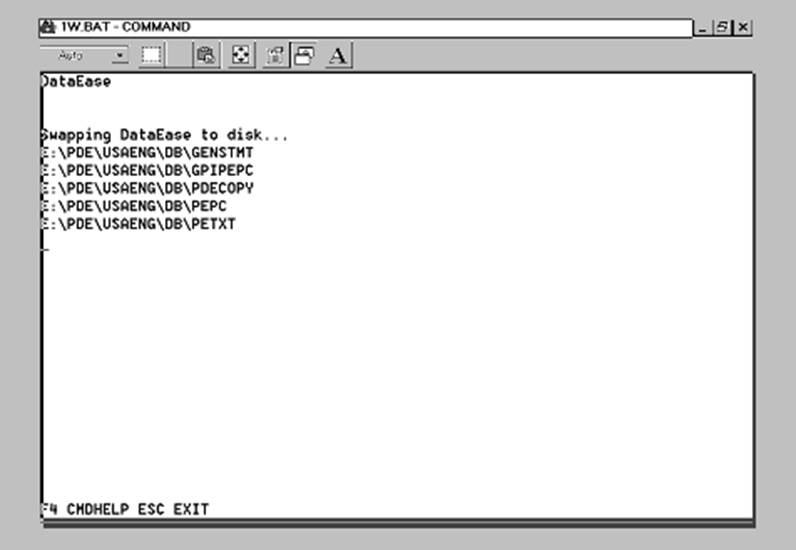 1W.BAT - COMMAND
Auto
A
DataEase
Swapping DataEase to disk...
E:\PDE\USAENG\DB\GENSTMT
E:\PDE\USAENG\DB\GPIPEPC
E:\PDE\USAENG\DB\PDECOPY
E:\PDE\USAENG\DB\PEPC
E:\PDE\USAENG\DB\PETXT
F4 CMDHELP ESC EXIT